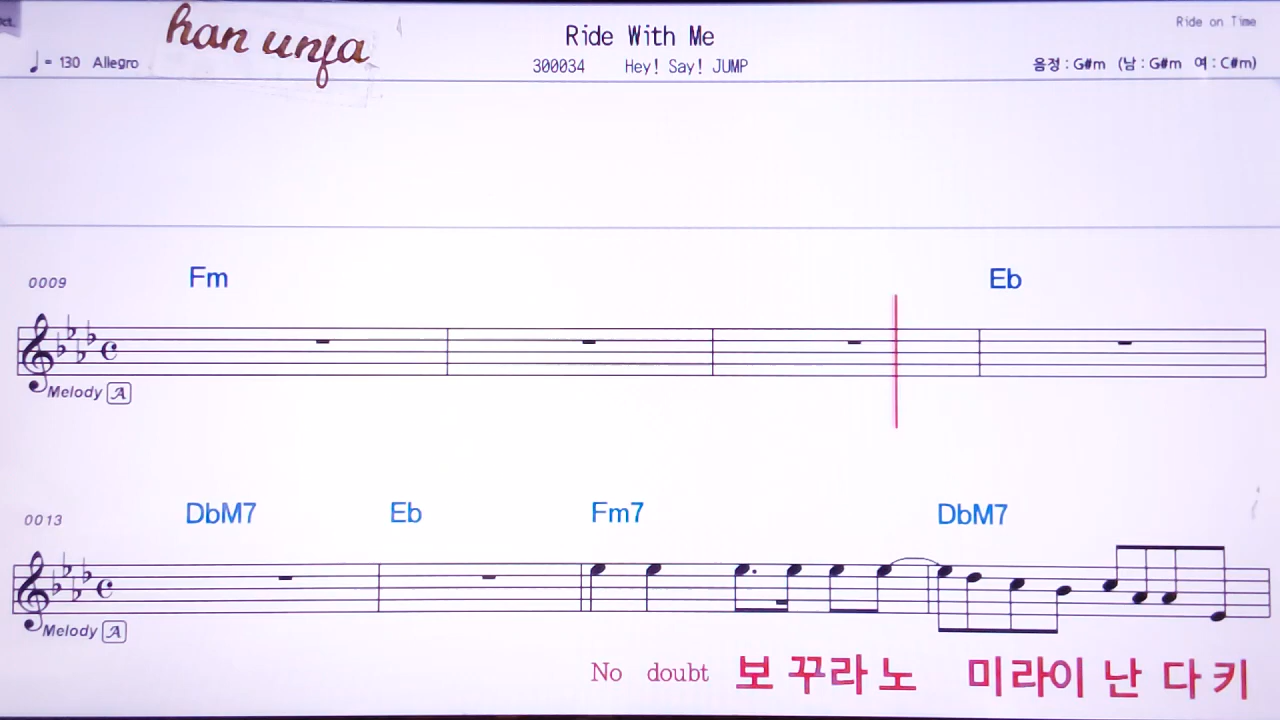 han unfa
Ride With Me
Ride on Time
♩= 130 Allegro
300034 Hey! Say! JUMP
음정 : G#m (남 : G#m 여 : C#m)
0009
Fm Eb
Melody A
0013
DbM7 Eb Fm7 DbM7
Melody A
No doubt 보 꾸라 노 미라이 난 다 키